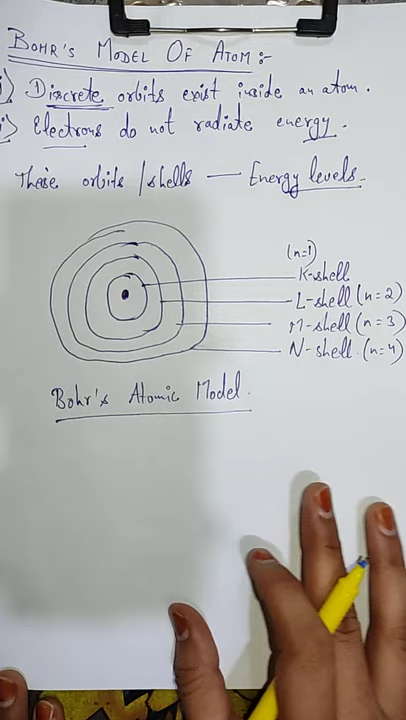 BOHR'S MODEL OF ATOM :-
i) Discrete orbits exist inside an atom.
ii) Electrons do not radiate energy.
These orbits / shells — Energy levels.
(n=1)
K-shell
L-shell (n=2)
M-shell (n=3)
N-shell. (n=4)
Bohr's Atomic Model.